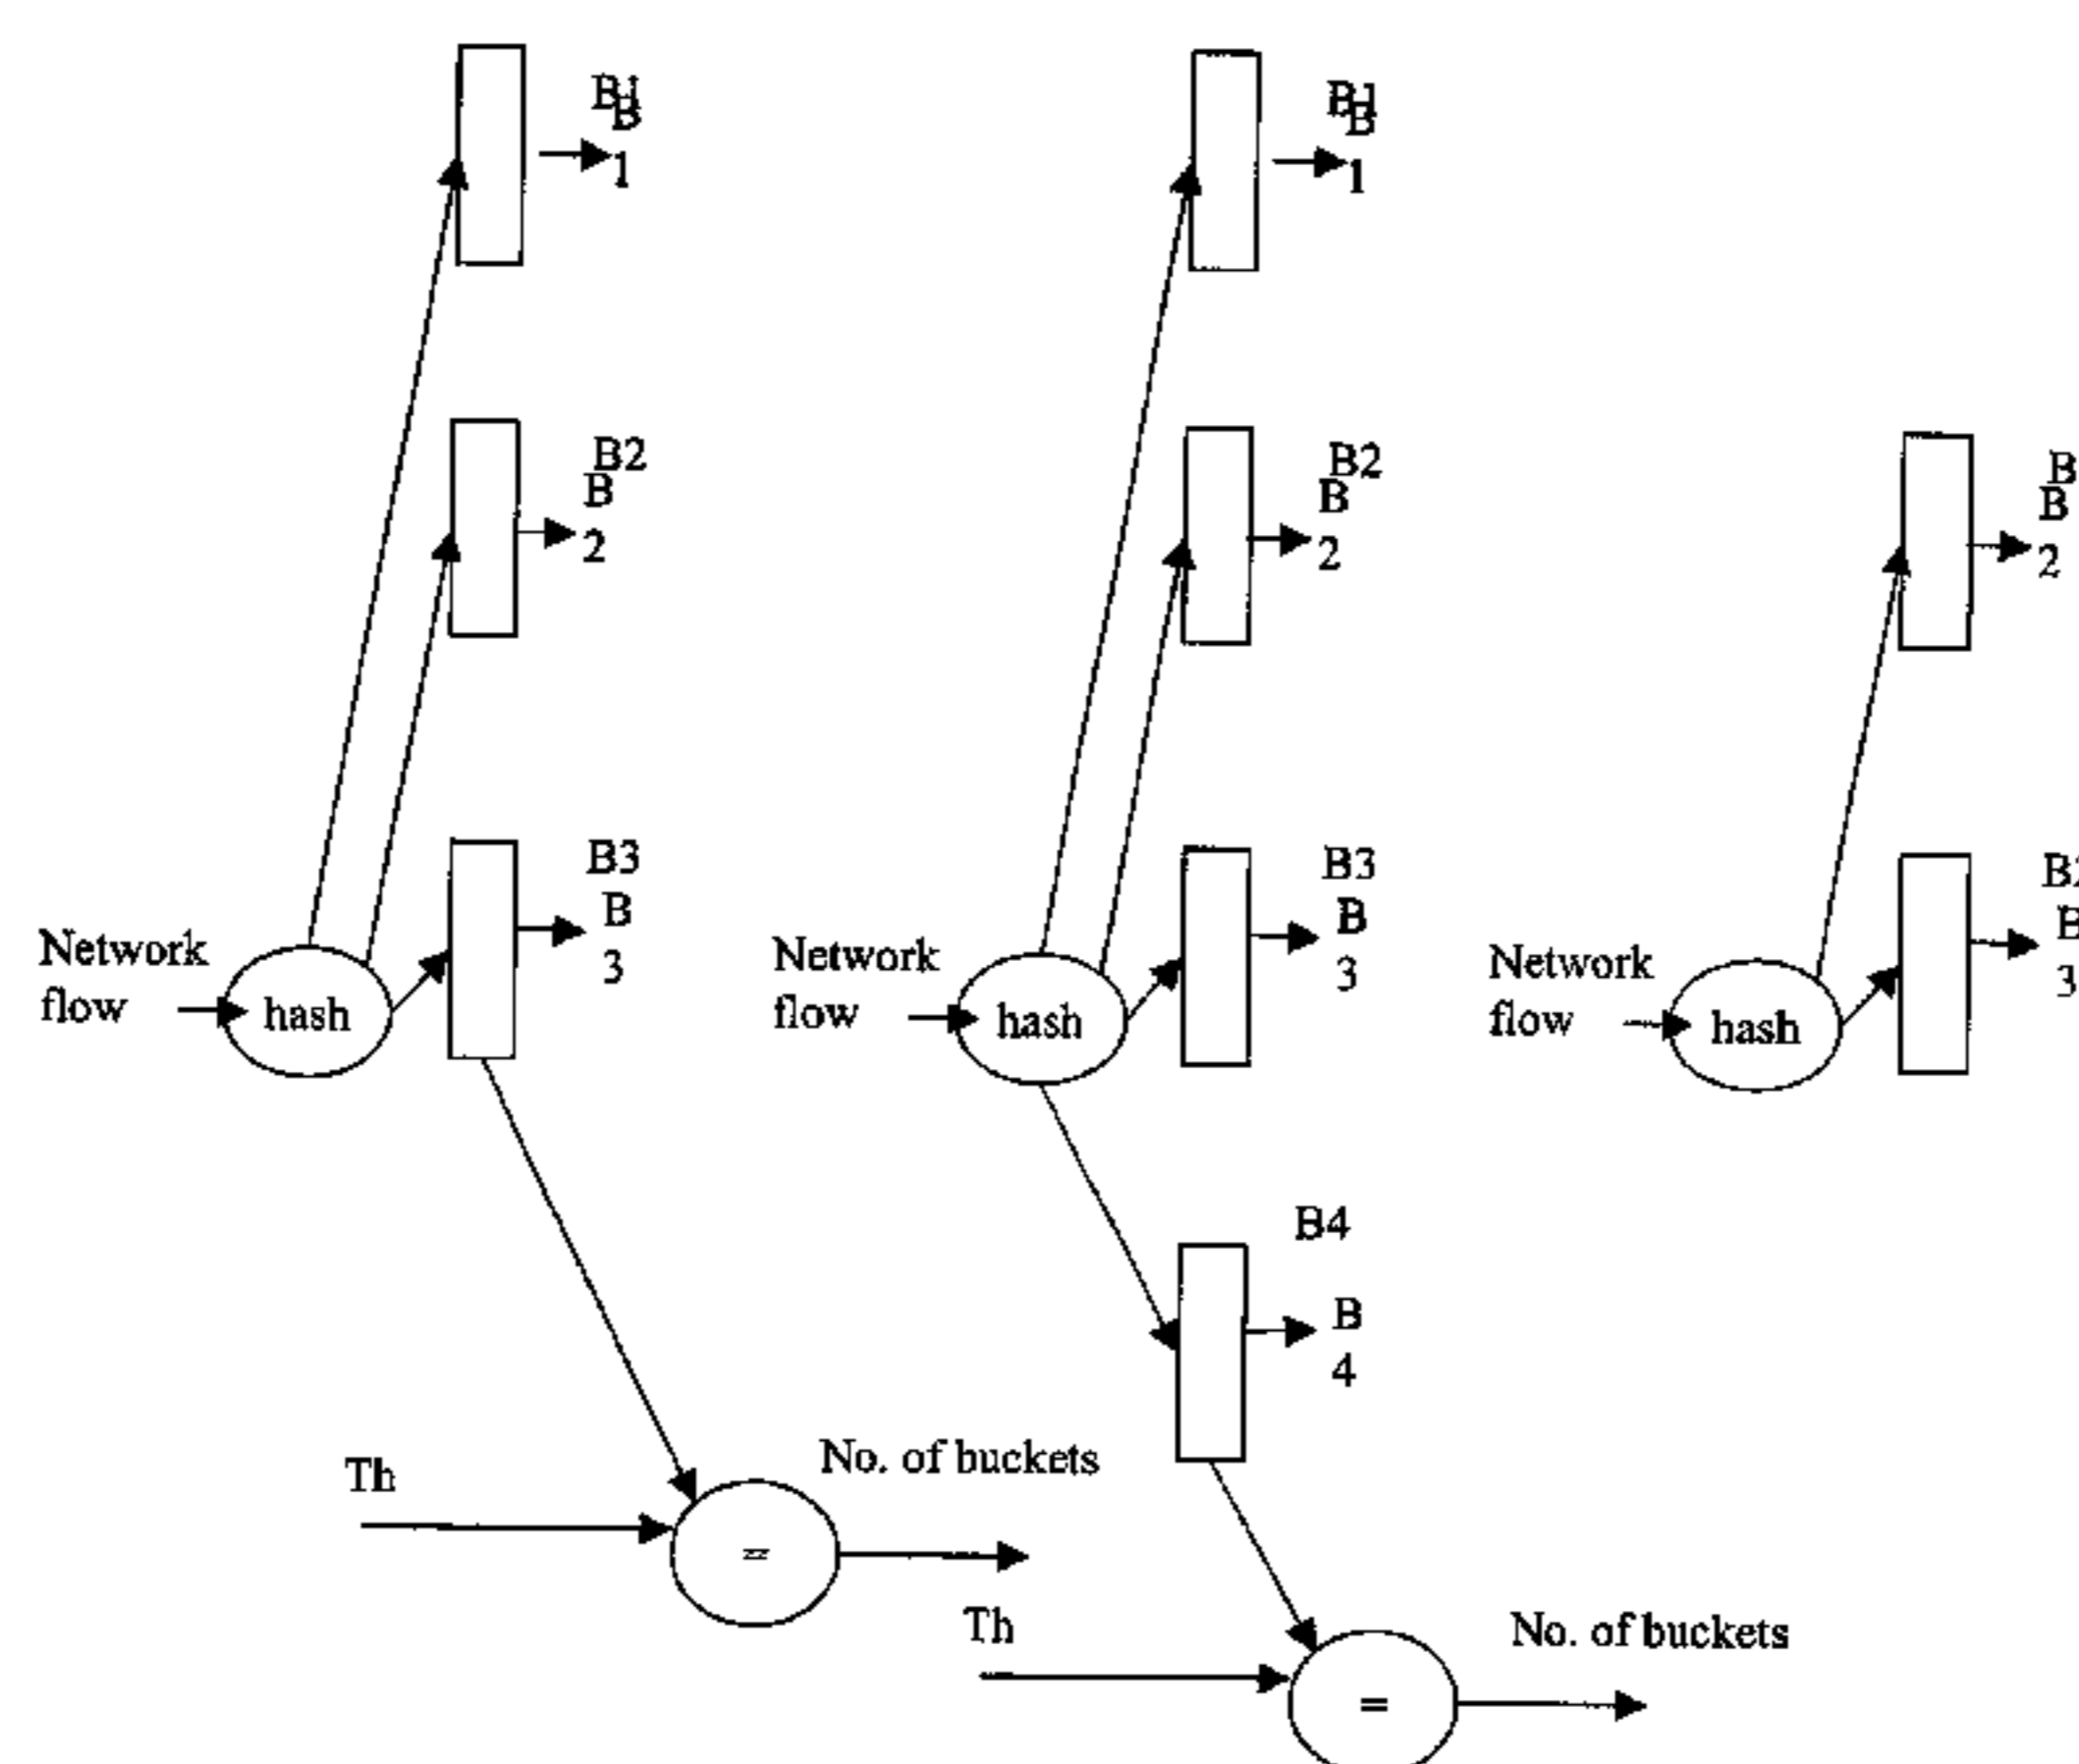 B1
B
1
B2
B
2
B3
B
3
Network
flow
hash
Th
No. of buckets
=
B1
B
1
B2
B
2
B3
B
3
Network
flow
hash
B4
B
4
Th
No. of buckets
=
B
B
2
B
3
Network
flow
hash